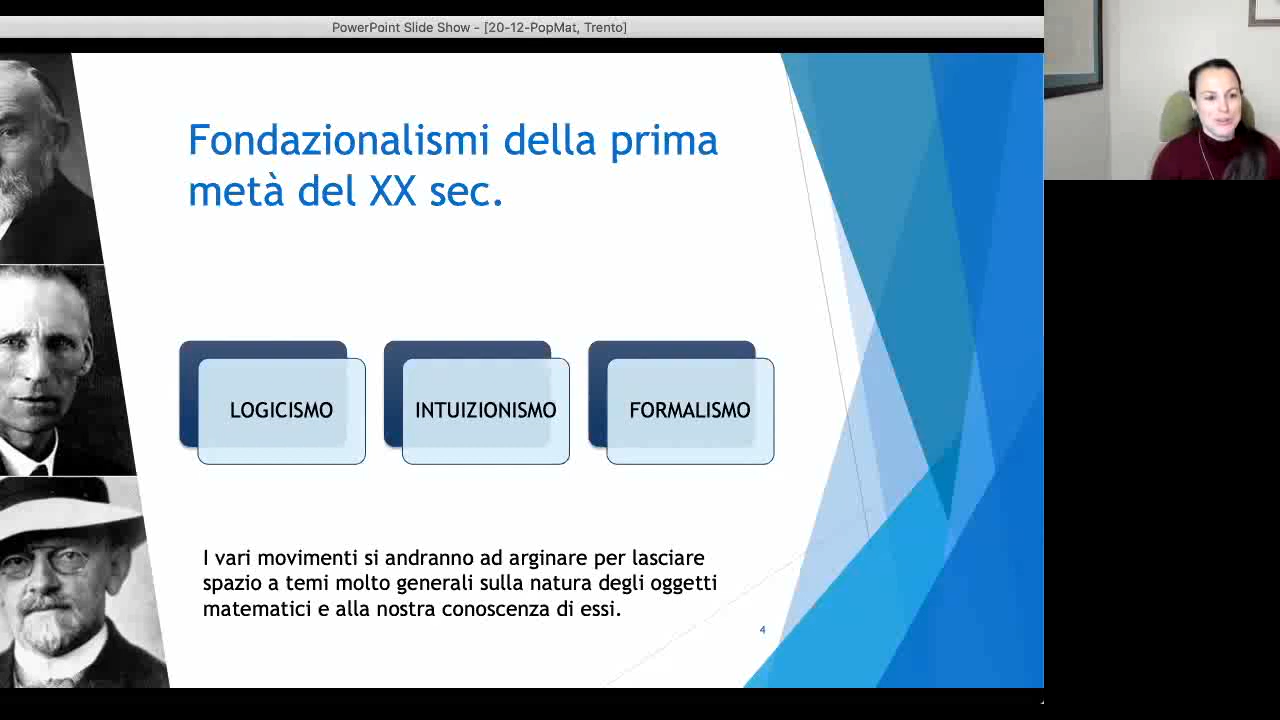 PowerPoint Slide Show - [20-12-PopMat, Trento]
Fondazionalismi della prima
metà del XX sec.
LOGICISMO
INTUIZIONISMO
FORMALISMO
I vari movimenti si andranno ad arginare per lasciare
spazio a temi molto generali sulla natura degli oggetti
matematici e alla nostra conoscenza di essi.
4